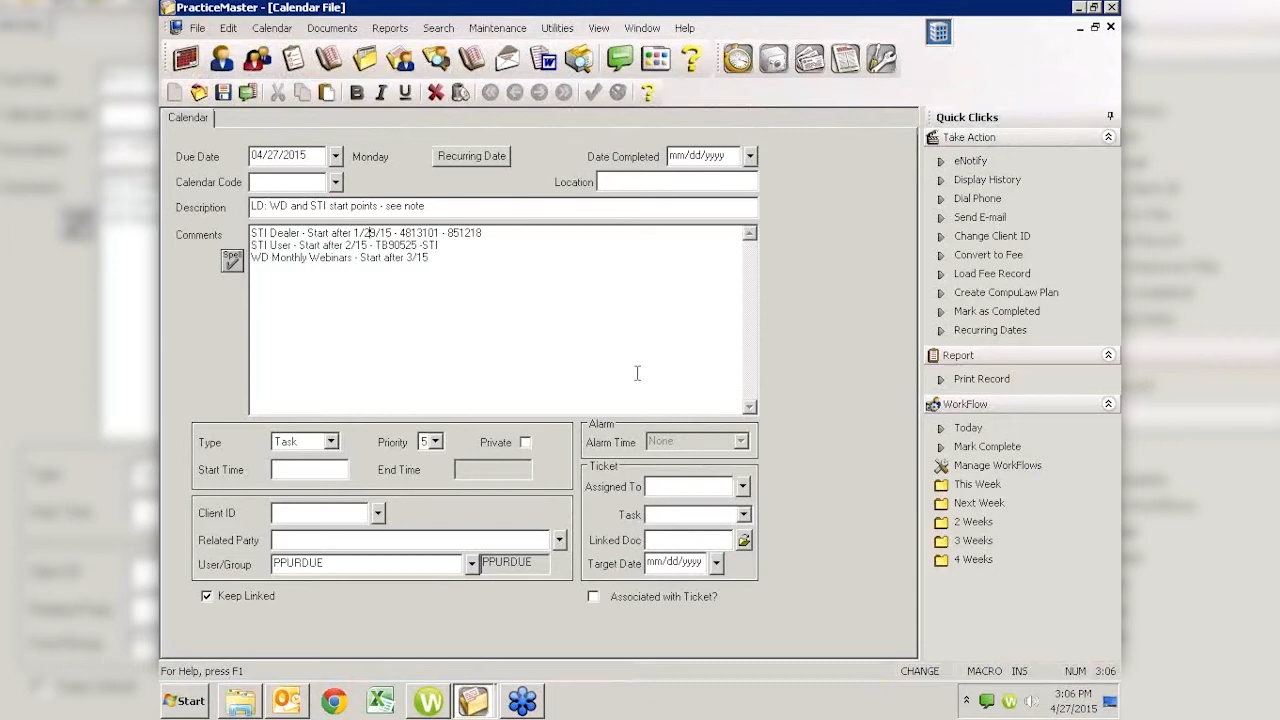 PracticeMaster - [Calendar File]
File Edit Calendar Documents Reports Search Maintenance Utilities View Window Help
Calendar
Quick Clicks
Take Action
Due Date 04/27/2015 Monday Recurring Date Date Completed mm/dd/yyyy
Calendar Code Location
Description LD: WD and STI start points - see note
Comments STI Dealer - Start after 1/29/15 - 4813101 - 851218
STI User - Start after 2/15 - TB90525 -STI
WD Monthly Webinars - Start after 3/15
Spell
eNotify
Display History
Dial Phone
Send E-mail
Change Client ID
Convert to Fee
Load Fee Record
Create CompuLaw Plan
Mark as Completed
Recurring Dates
Report
Print Record
WorkFlow
Today
Mark Complete
Manage WorkFlows
This Week
Next Week
2 Weeks
3 Weeks
4 Weeks
Type Task Priority 5 Private
Start Time End Time
Alarm
Alarm Time None
Ticket
Assigned To
Task
Linked Doc
Target Date mm/dd/yyyy
Client ID
Related Party
User/Group PPURDUE PPURDUE
Keep Linked
Associated with Ticket?
For Help, press F1 CHANGE MACRO INS NUM 3:06
Start
3:06 PM
4/27/2015